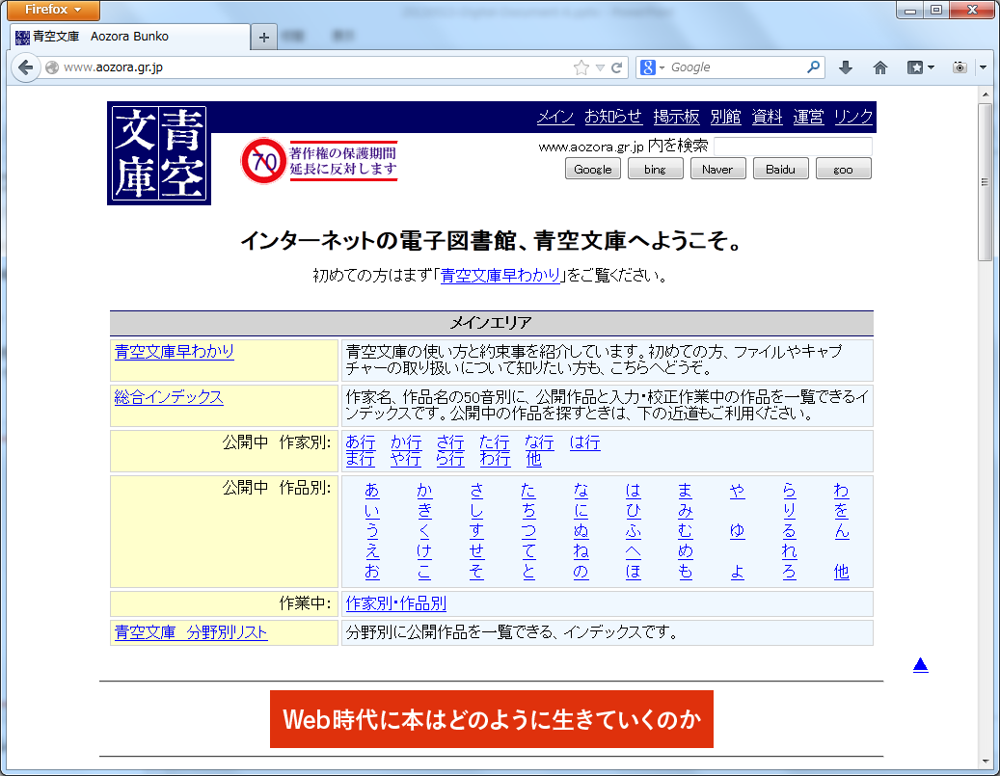 Firefox
青空文庫 Aozora Bunko
www.aozora.gr.jp
Google
青空文庫
メイン お知らせ 掲示板 別館 資料 運営 リンク
70 著作権の保護期間
延長に反対します
www.aozora.gr.jp 内を検索
Google bing Naver Baidu goo
インターネットの電子図書館、青空文庫へようこそ。
初めての方はまず「青空文庫早わかり」をご覧ください。
メインエリア
青空文庫早わかり
青空文庫の使い方と約束事を紹介しています。初めての方、ファイルやキャプ
チャーの取り扱いについて知りたい方も、こちらへどうぞ。
総合インデックス
作家名、作品名の50音別に、公開作品と入力・校正作業中の作品を一覧できるイ
ンデックスです。公開中の作品を探すときは、下の近道もご利用ください。
公開中 作家別:
あ行 か行 さ行 た行 な行 は行
ま行 や行 ら行 わ行 他
公開中 作品別:
あ か さ た な は ま や ら わ
い き し ち に ひ み り を
う く す つ ぬ ふ む ゆ る ん
え け せ て ね へ め れ
お こ そ と の ほ も よ ろ 他
作業中:
作家別・作品別
青空文庫 分野別リスト
分野別に公開作品を一覧できる、インデックスです。
▲
Web時代に本はどのように生きていくのか